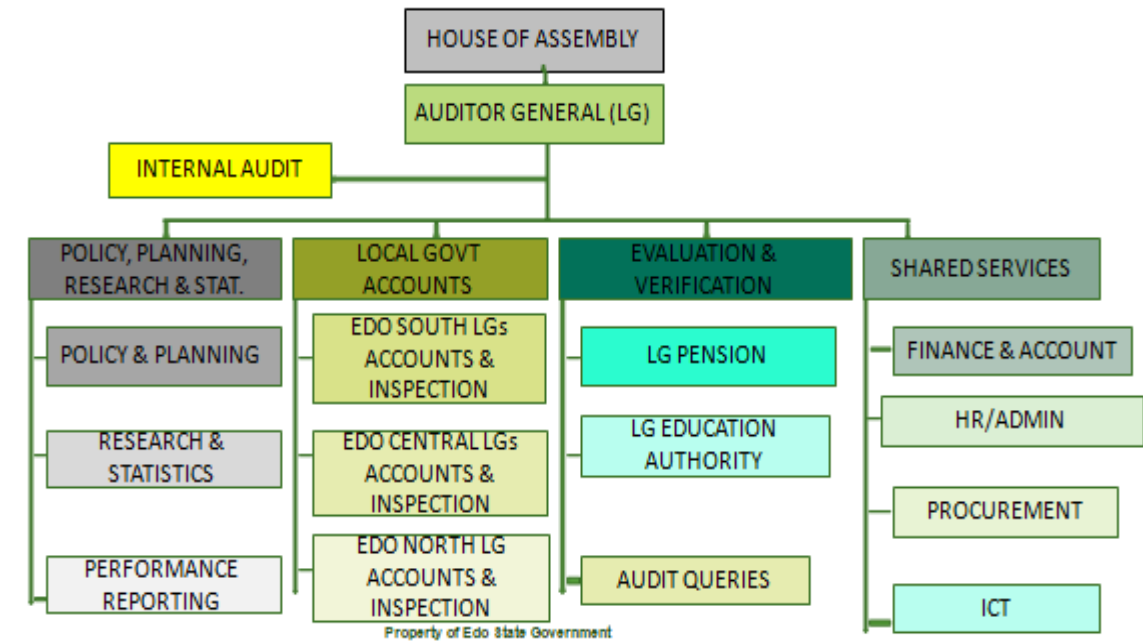 HOUSE OF ASSEMBLY
AUDITOR GENERAL (LG)
INTERNAL AUDIT
POLICY, PLANNING,
RESEARCH & STAT.
POLICY & PLANNING
RESEARCH &
STATISTICS
PERFORMANCE
REPORTING
LOCAL GOVT
ACCOUNTS
EDO SOUTH LGs
ACCOUNTS &
INSPECTION
EDO CENTRAL LGs
ACCOUNTS &
INSPECTION
EDO NORTH LG
ACCOUNTS &
INSPECTION
EVALUATION &
VERIFICATION
LG PENSION
LG EDUCATION
AUTHORITY
AUDIT QUERIES
SHARED SERVICES
FINANCE & ACCOUNT
HR/ADMIN
PROCUREMENT
ICT
Property of Edo State Government